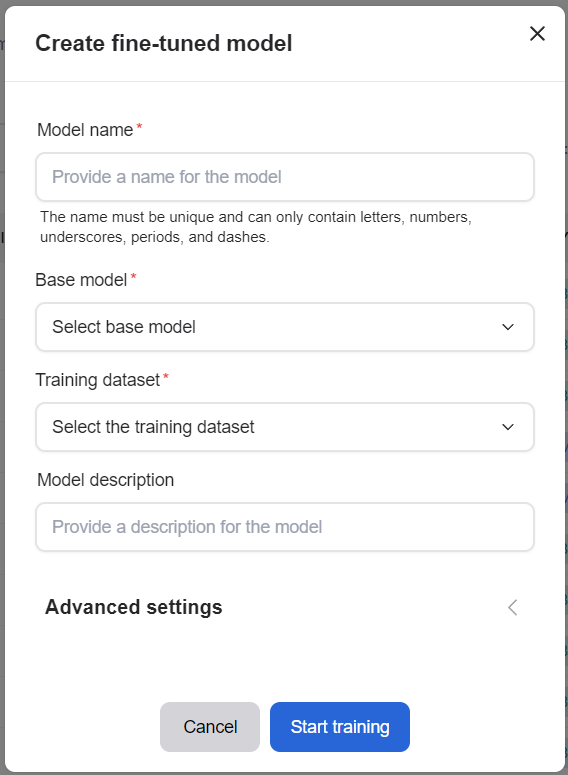 Create fine-tuned model
Model name*
Provide a name for the model
The name must be unique and can only contain letters, numbers,
underscores, periods, and dashes.
Base model*
Select base model
Training dataset*
Select the training dataset
Model description
Provide a description for the model
Advanced settings
Cancel
Start training